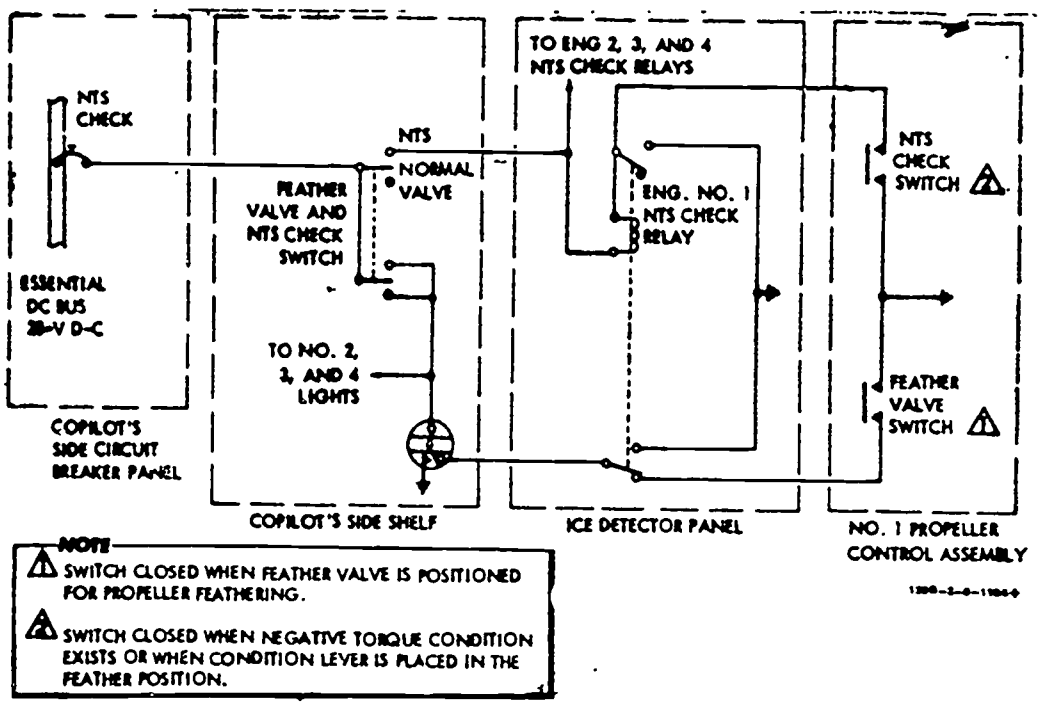 TO ENG 2, 3, AND 4
NTS CHECK RELAYS
NTS
CHECK
NTS
NORMAL
VALVE
FEATHER
VALVE AND
NTS CHECK
SWITCH
ENG. NO. 1
NTS CHECK
RELAY
NTS
CHECK
SWITCH 2
ESSENTIAL
DC BUS
28-V D-C
TO NO. 2,
3, AND 4
LIGHTS
FEATHER
VALVE
SWITCH 1
COPILOT'S
SIDE CIRCUIT
BREAKER PANEL
COPILOT'S SIDE SHELF
ICE DETECTOR PANEL
NO. 1 PROPELLER
CONTROL ASSEMBLY
NOTE
1 SWITCH CLOSED WHEN FEATHER VALVE IS POSITIONED
FOR PROPELLER FEATHERING.
2 SWITCH CLOSED WHEN NEGATIVE TORQUE CONDITION
EXISTS OR WHEN CONDITION LEVER IS PLACED IN THE
FEATHER POSITION.